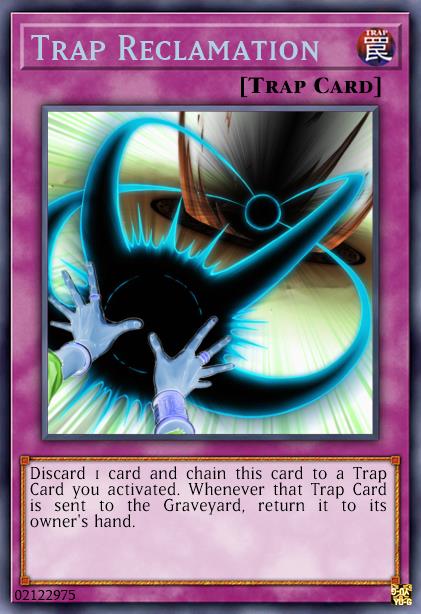 Trap Reclamation
TRAP
罠
[Trap Card]
Discard 1 card and chain this card to a Trap
Card you activated. Whenever that Trap Card
is sent to the Graveyard, return it to its
owner's hand.
02122975